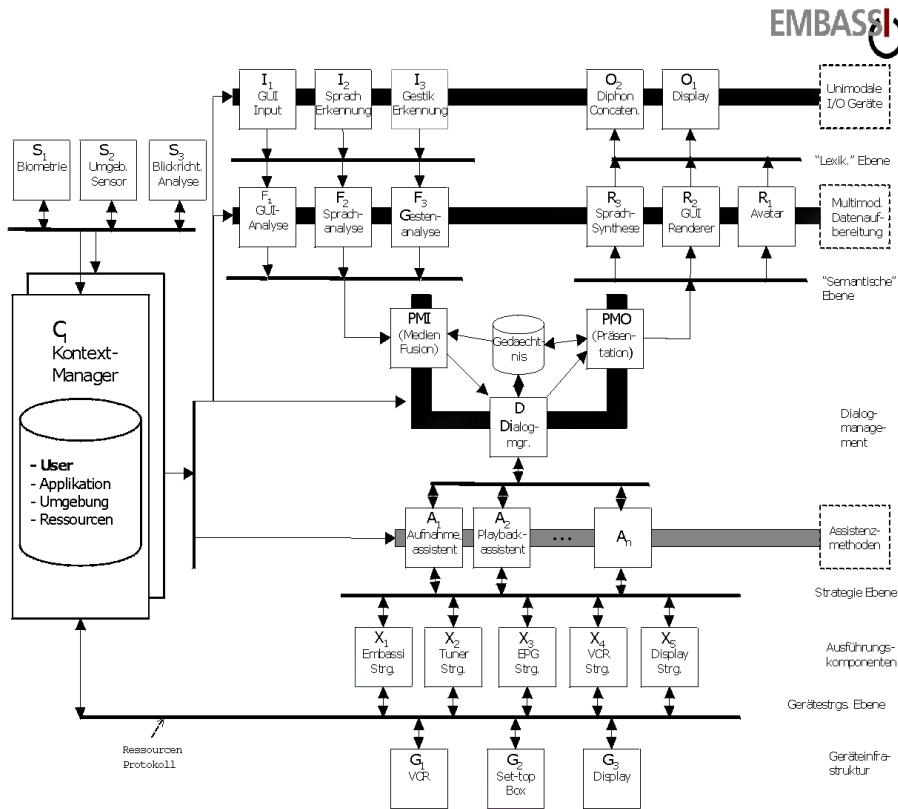 EMBASSI
I1
GUI
Input
I2
Sprach
Erkennung
I3
Gestik
Erkennung
O2
Diphon
Concaten.
O1
Display
Unimodale
I/O Geräte
S1
Biometrie
S2
Umgeb.
Sensor
S3
Blickricht.
Analyse
"Lexik." Ebene
F1
GUI-
Analyse
F2
Sprach-
analyse
F3
Gesten-
analyse
R3
Sprach-
Synthese
R2
GUI
Renderer
R1
Avatar
Multimod.
Datenauf-
bereitung
"Semantische"
Ebene
C1
Kontext-
Manager
- User
- Applikation
- Umgebung
- Ressourcen
PMI
(Medien
Fusion)
Gedaecht-
nis
PMO
(Präsen-
tation)
D
Dialog-
mgr.
Dialog-
manage-
ment
A1
Aufnahme
assistent
A2
Playback-
assistent
...
An
Assistenz-
methoden
Strategie Ebene
X1
Embassi
Strg.
X2
Tuner
Strg.
X3
EPG
Strg.
X4
VCR
Strg.
X5
Display
Strg.
Ausführungs-
komponenten
Gerätestrgs. Ebene
Ressourcen
Protokoll
G1
VCR
G2
Set-top
Box
G3
Display
Geräteinfra-
struktur